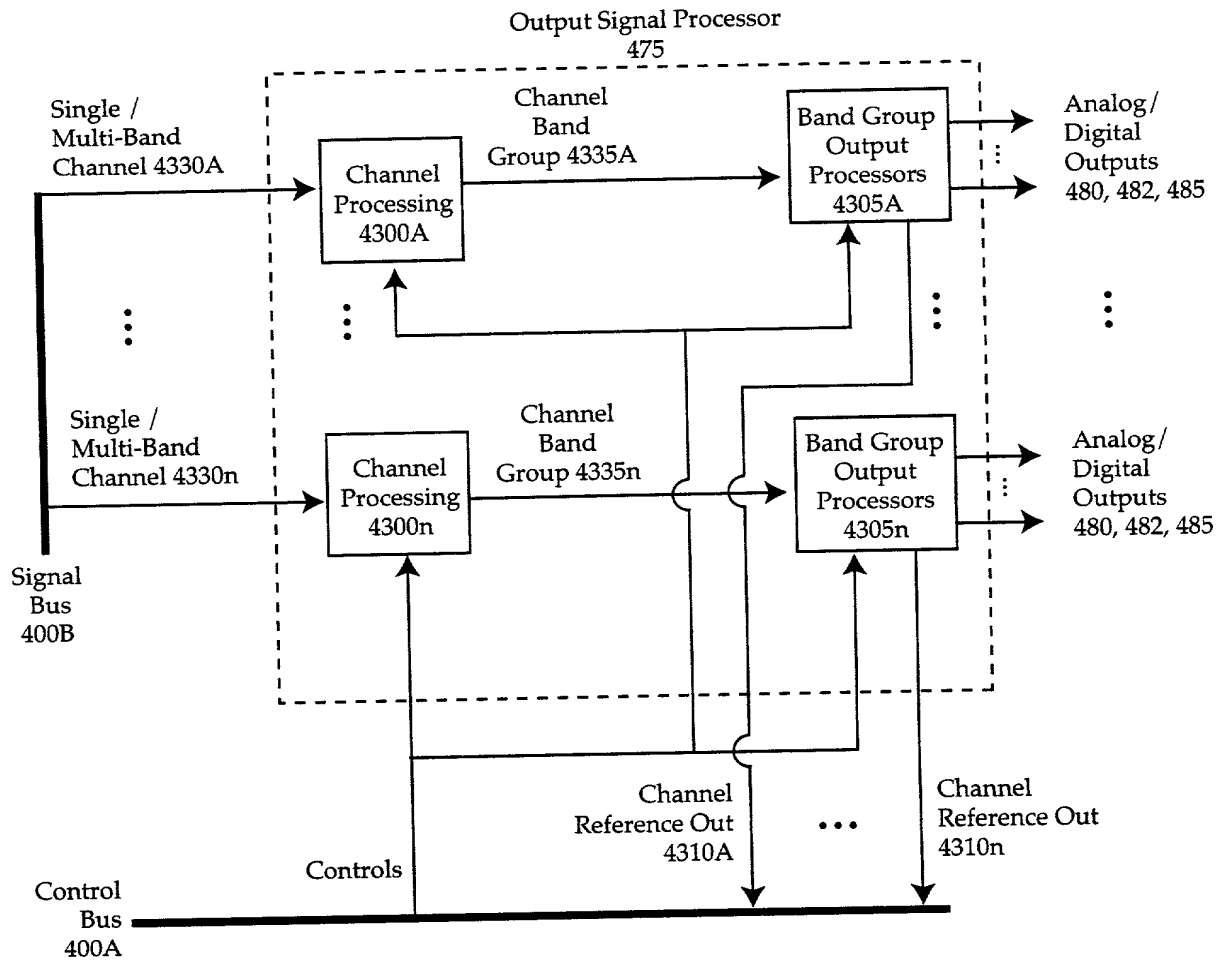 Output Signal Processor
475
Single /
Multi-Band
Channel 4330A
Channel
Band
Group 4335A
Channel
Processing
4300A
Band Group
Output
Processors
4305A
Analog/
Digital
Outputs
480, 482, 485
Single /
Multi-Band
Channel 4330n
Channel
Band
Group 4335n
Channel
Processing
4300n
Band Group
Output
Processors
4305n
Analog/
Digital
Outputs
480, 482, 485
Signal
Bus
400B
Channel
Reference Out
4310A
Channel
Reference Out
4310n
Controls
Control
Bus
400A